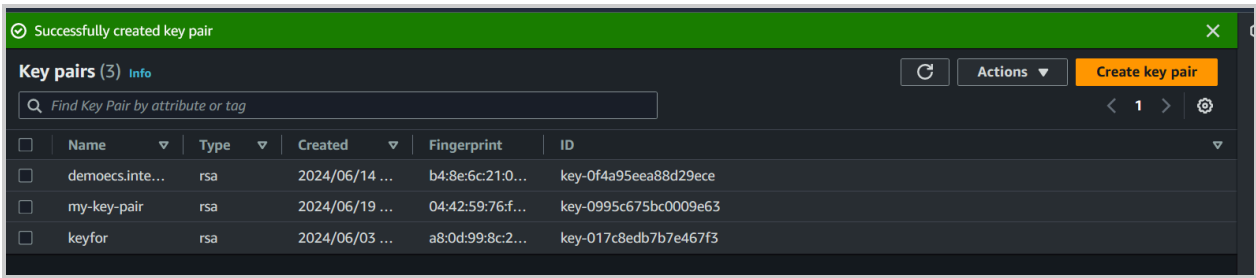 Successfully created key pair
Key pairs (3) Info
Actions
Create key pair
Find Key Pair by attribute or tag
1
Name Type Created Fingerprint ID
demoecs.inte... rsa 2024/06/14 ... b4:8e:6c:21:0... key-0f4a95eea88d29ece
my-key-pair rsa 2024/06/19 ... 04:42:59:76:f... key-0995c675bc0009e63
keyfor rsa 2024/06/03 ... a8:0d:99:8c:2... key-017c8edb7b7e467f3